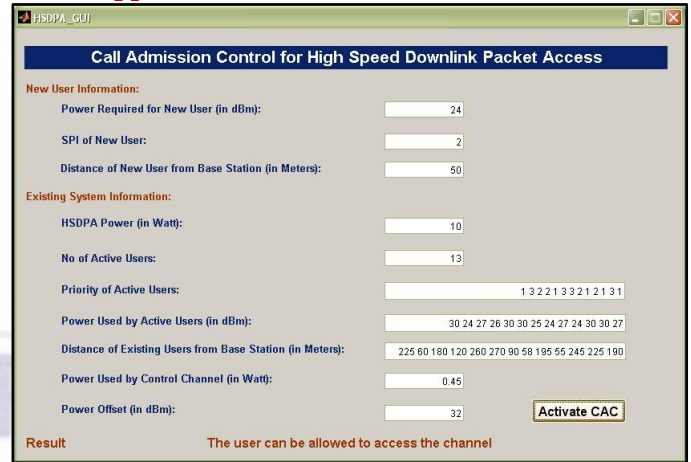 HSDPA_GUI
Call Admission Control for High Speed Downlink Packet Access
New User Information:
Power Required for New User (in dBm): 24
SPI of New User: 2
Distance of New User from Base Station (in Meters): 50
Existing System Information:
HSDPA Power (in Watt): 10
No of Active Users: 13
Priority of Active Users: 1 3 2 2 1 3 3 2 1 2 1 3 1
Power Used by Active Users (in dBm): 30 24 27 26 30 30 25 24 27 24 30 30 27
Distance of Existing Users from Base Station (in Meters): 225 60 180 120 260 270 90 58 195 55 245 225 190
Power Used by Control Channel (in Watt): 0.45
Power Offset (in dBm): 32 Activate CAC
Result The user can be allowed to access the channel